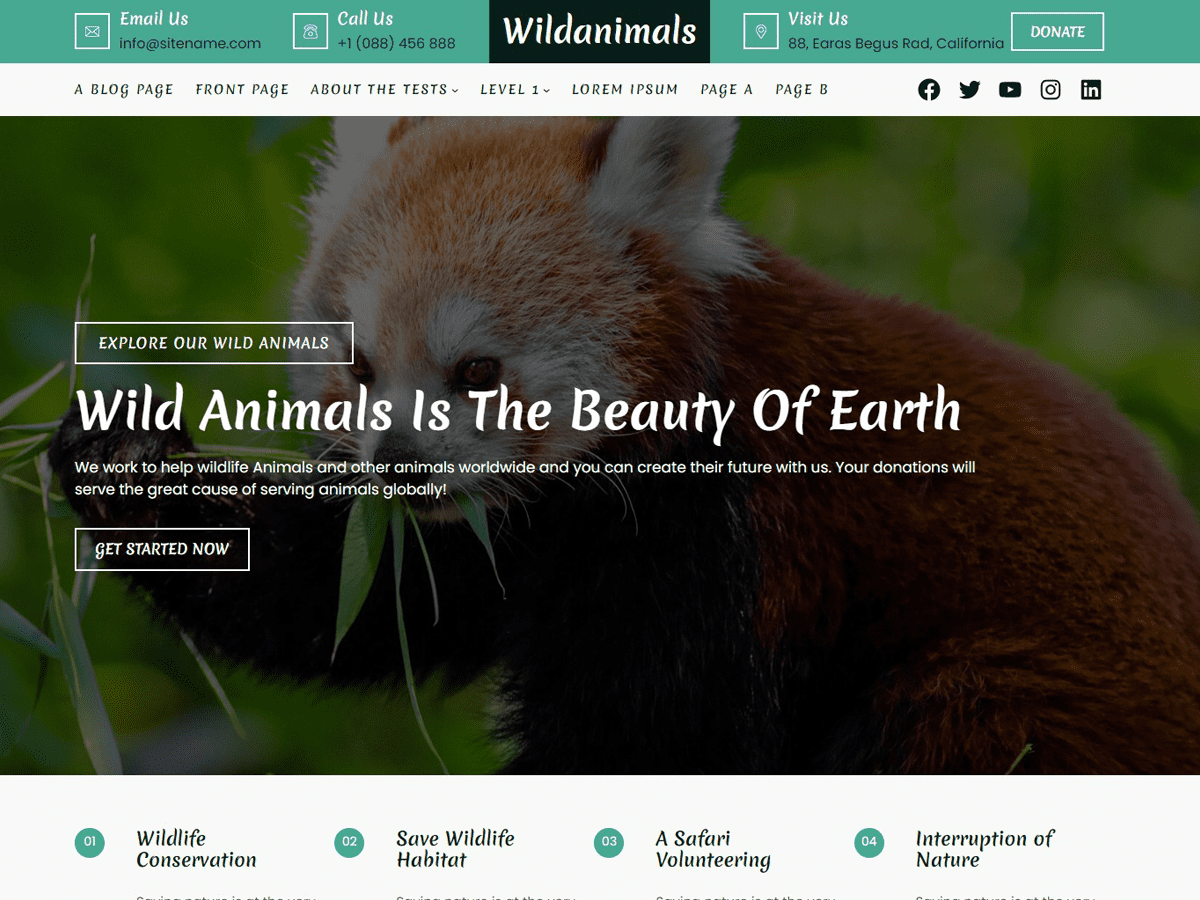 Email Us
info@sitename.com
Call Us
+1 (088) 456 888
Wildanimals
Visit Us
88, Earas Begus Rad, California
DONATE
A BLOG PAGE FRONT PAGE ABOUT THE TESTS LEVEL 1 LOREM IPSUM PAGE A PAGE B
EXPLORE OUR WILD ANIMALS
Wild Animals Is The Beauty Of Earth
We work to help wildlife Animals and other animals worldwide and you can create their future with us. Your donations will
serve the great cause of serving animals globally!
GET STARTED NOW
01
Wildlife
Conservation
02
Save Wildlife
Habitat
03
A Safari
Volunteering
04
Interruption of
Nature